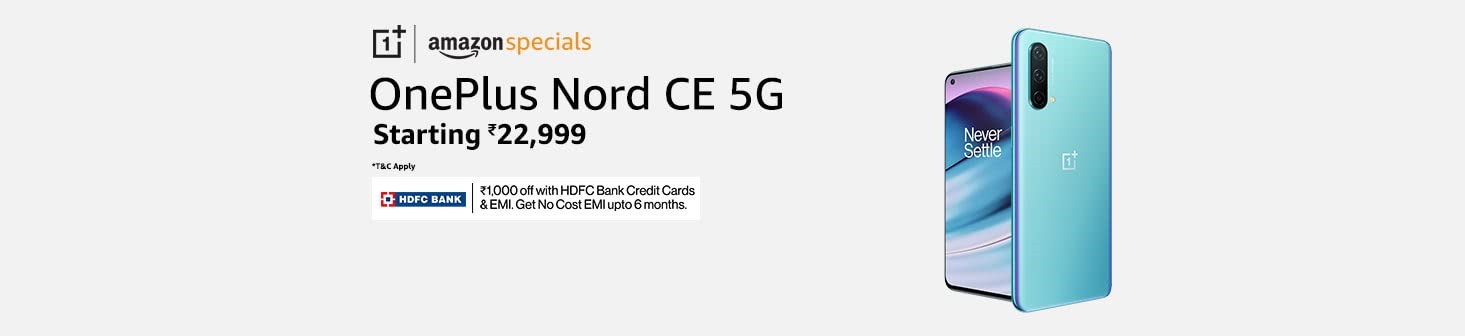 1+ | amazon specials
OnePlus Nord CE 5G
Starting ₹22,999
*T&C Apply
HDFC BANK
₹1,000 off with HDFC Bank Credit Cards
& EMI. Get No Cost EMI upto 6 months.
Never
Settle
1+